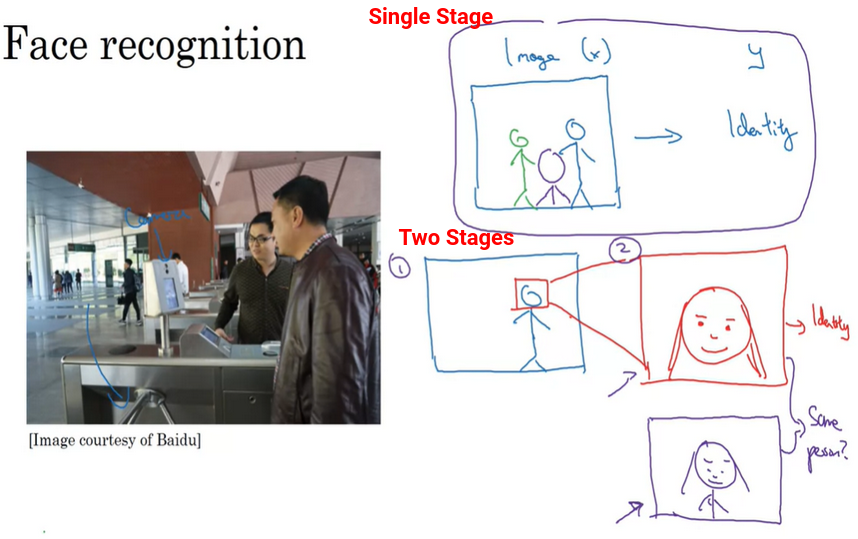 Single Stage
Face recognition
Image (x)
y
Identity
Camera
Two Stages
1
2
Identity
Same
person?
[Image courtesy of Baidu]